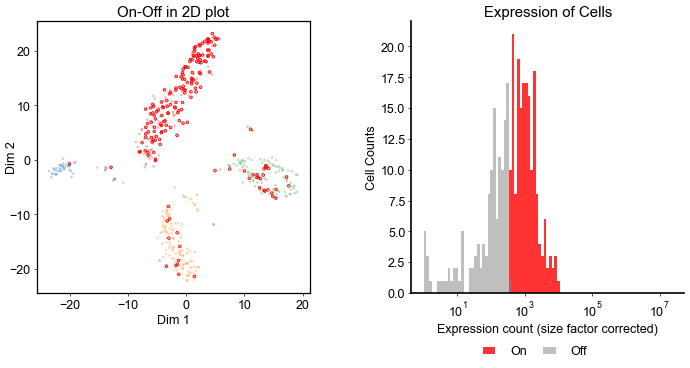 On-Off in 2D plot
20
10
0
−10
−20
Dim 2
−20 −10 0 10 20
Dim 1
Expression of Cells
20.0
17.5
15.0
12.5
10.0
7.5
5.0
2.5
0.0
Cell Counts
10^1 10^3 10^5 10^7
Expression count (size factor corrected)
On Off